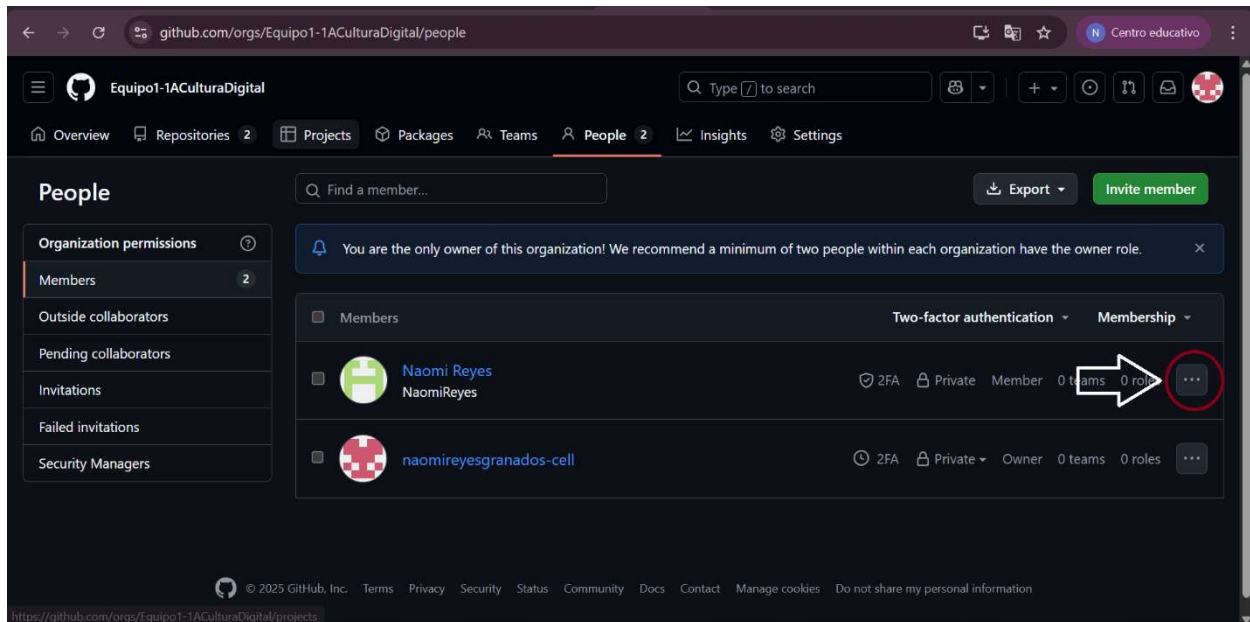 github.com/orgs/Equipo1-1ACulturaDigital/people
N Centro educativo
Equipo1-1ACulturaDigital
Type / to search
Overview Repositories 2 Projects Packages Teams People 2 Insights Settings
People
Find a member...
Export
Invite member
Organization permissions
Members 2
Outside collaborators
Pending collaborators
Invitations
Failed invitations
Security Managers
You are the only owner of this organization! We recommend a minimum of two people within each organization have the owner role.
Members Two-factor authentication Membership
Naomi Reyes
NaomiReyes
2FA Private Member 0 teams 0 roles
naomireyesgranados-cell
2FA Private Owner 0 teams 0 roles
© 2025 GitHub, Inc. Terms Privacy Security Status Community Docs Contact Manage cookies Do not share my personal information
https://github.com/orgs/Equipo1-1ACulturaDigital/projects